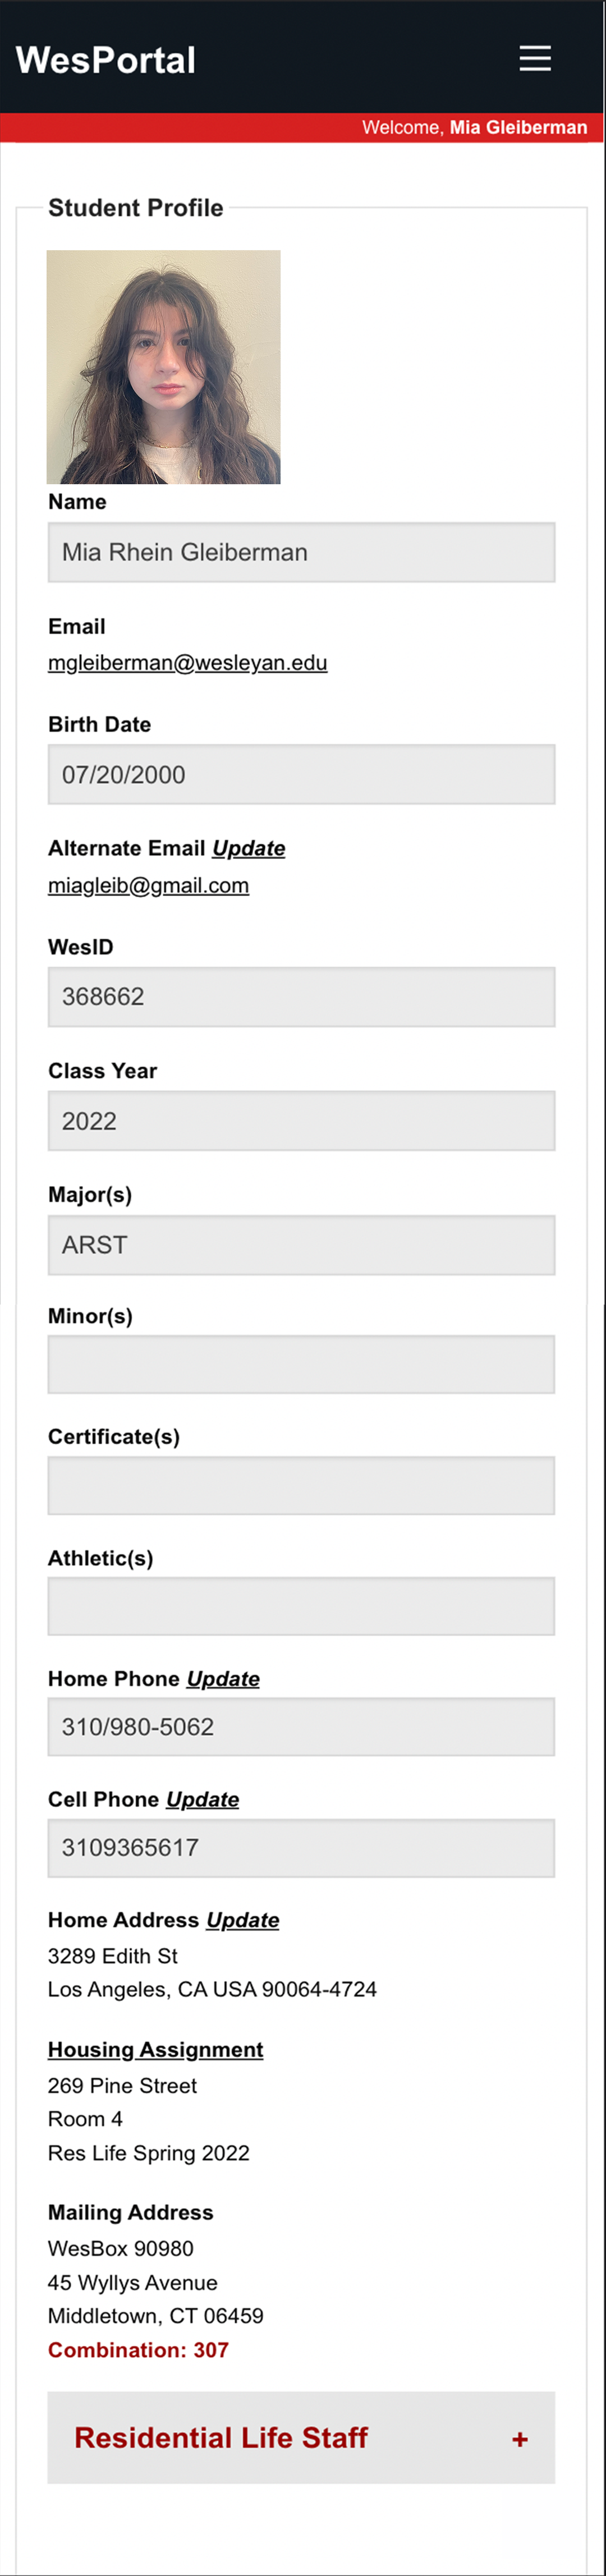 WesPortal
Welcome, Mia Gleiberman
Student Profile
Name
Mia Rhein Gleiberman
Email
mgleiberman@wesleyan.edu
Birth Date
07/20/2000
Alternate Email Update
miagleib@gmail.com
WesID
368662
Class Year
2022
Major(s)
ARST
Minor(s)
Certificate(s)
Athletic(s)
Home Phone Update
310/980-5062
Cell Phone Update
3109365617
Home Address Update
3289 Edith St
Los Angeles, CA USA 90064-4724
Housing Assignment
269 Pine Street
Room 4
Res Life Spring 2022
Mailing Address
WesBox 90980
45 Wyllys Avenue
Middletown, CT 06459
Combination: 307
Residential Life Staff +